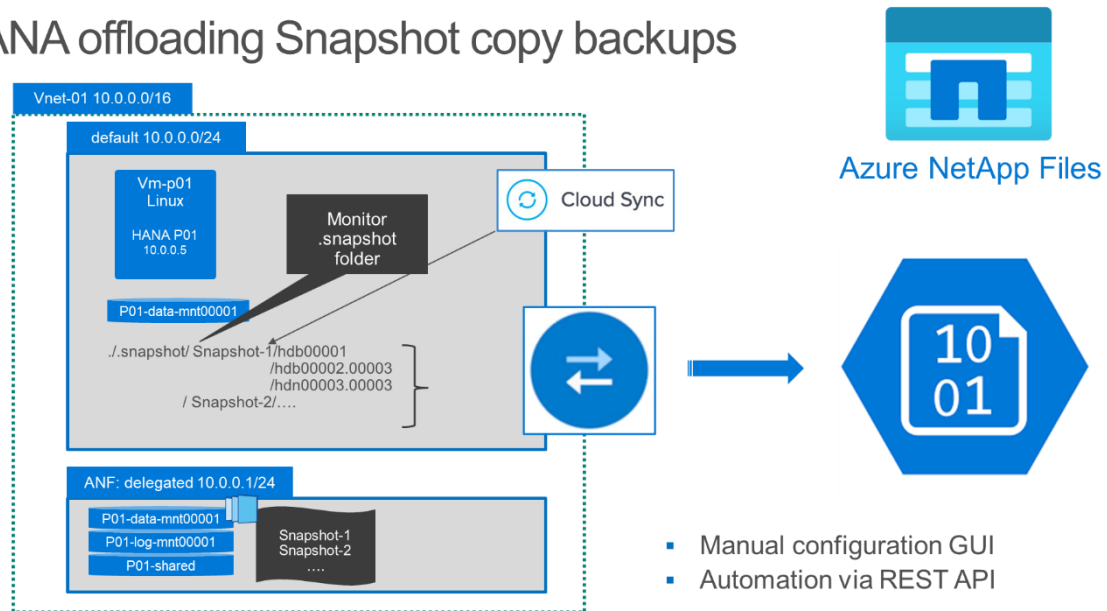 ANA offloading Snapshot copy backups
Azure NetApp Files
Vnet-01 10.0.0.0/16
default 10.0.0.0/24
Vm-p01
Linux
HANA P01
10.0.0.5
Monitor
.snapshot
folder
Cloud Sync
P01-data-mnt00001
./.snapshot/ Snapshot-1/hdb00001
/hdb00002.00003
/hdn00003.00003
/ Snapshot-2/....
10
01
ANF: delegated 10.0.0.1/24
P01-data-mnt00001
P01-log-mnt00001
P01-shared
Snapshot-1
Snapshot-2
....
▪ Manual configuration GUI
▪ Automation via REST API